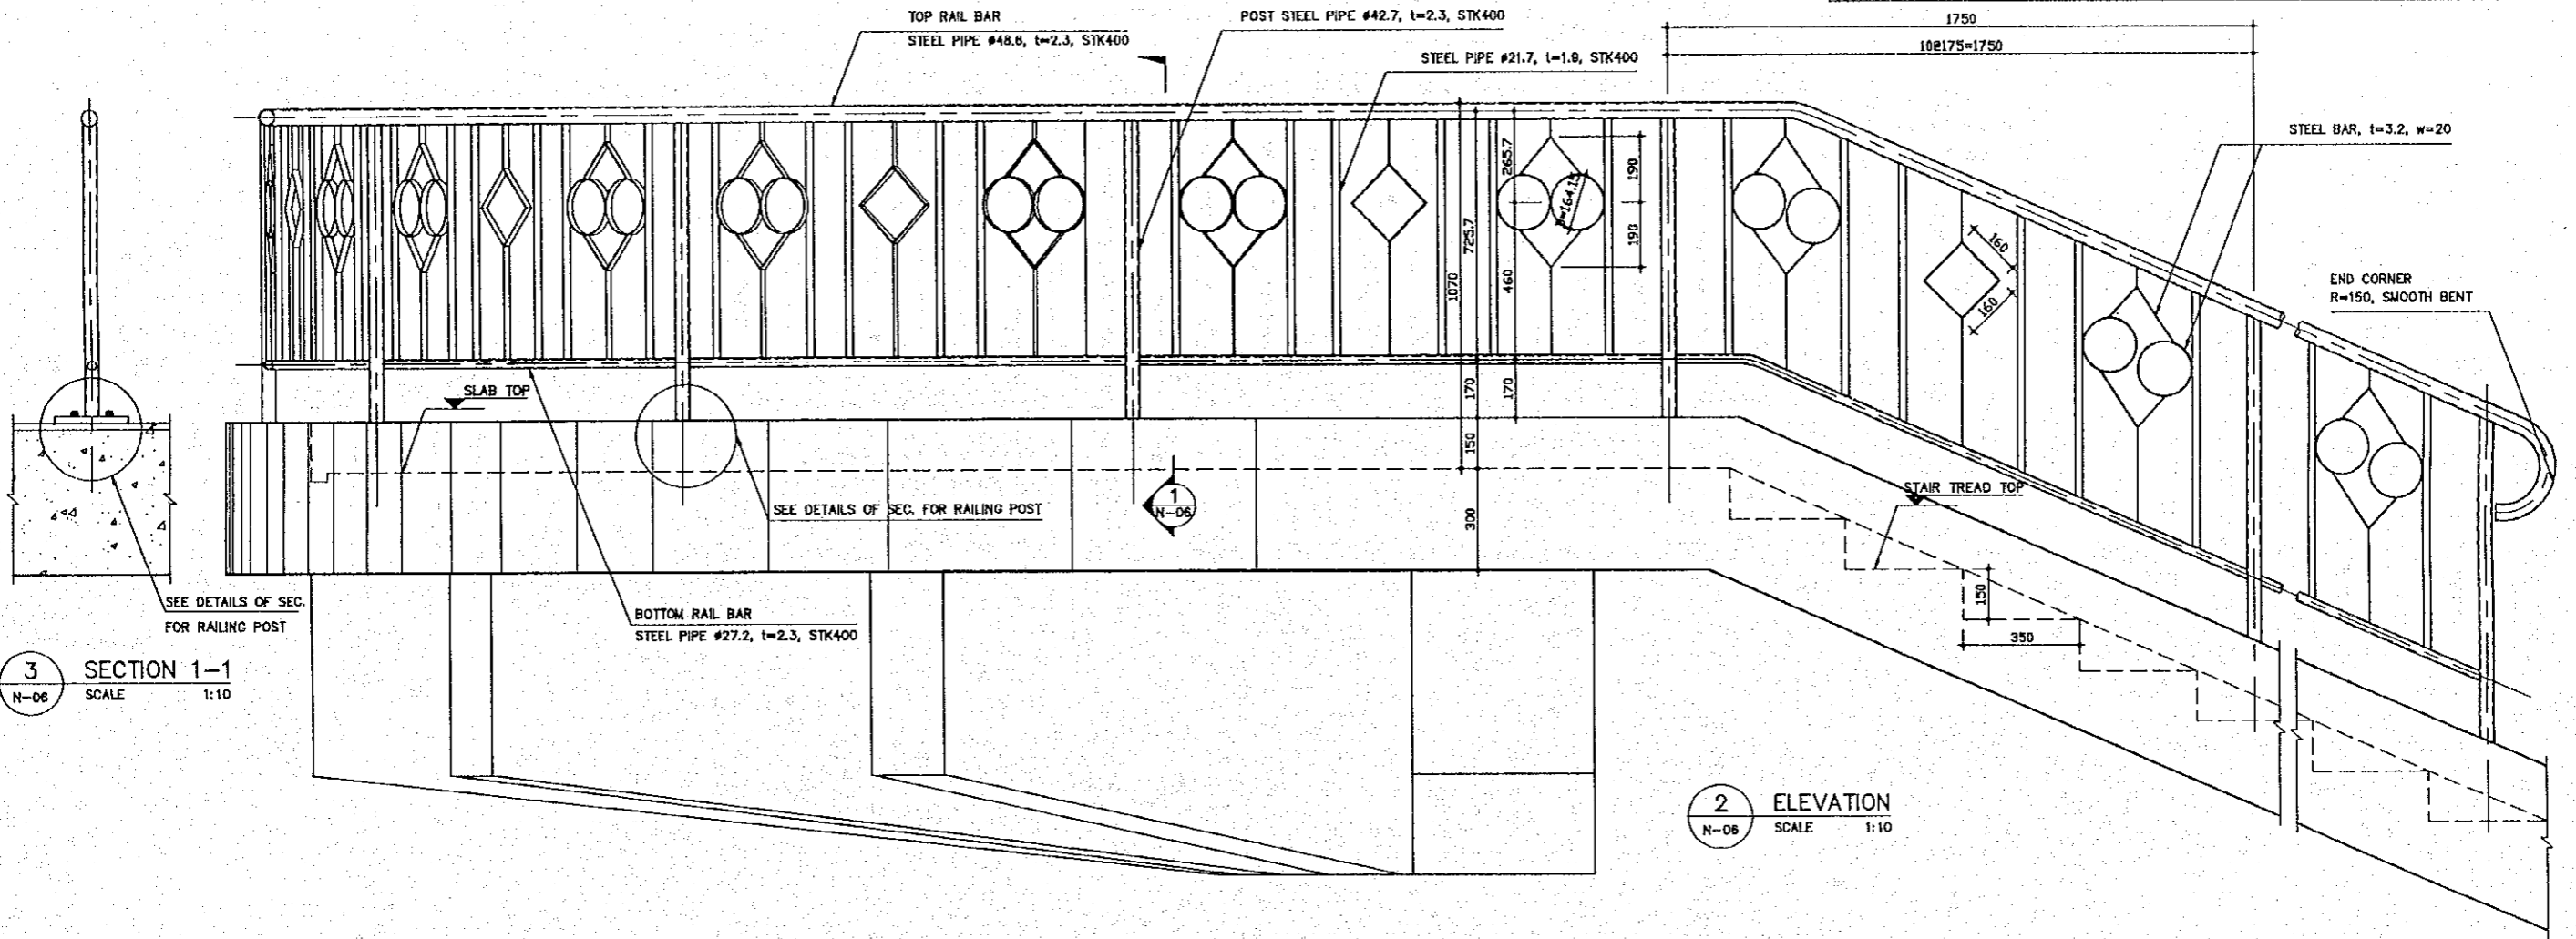 TOP RAIL BAR
STEEL PIPE ø48.6, t=2.3, STK400
POST STEEL PIPE ø42.7, t=2.3, STK400
STEEL PIPE ø21.7, t=1.9, STK400
1750
10@175=1750
STEEL BAR, t=3.2, w=20
END CORNER
R=150, SMOOTH BENT
265.7
190
190
725.7
1070
460
170
170
150
300
160
160
SLAB TOP
SEE DETAILS OF SEC. FOR RAILING POST
1
N-06
STAIR TREAD TOP
150
350
SEE DETAILS OF SEC.
FOR RAILING POST
BOTTOM RAIL BAR
STEEL PIPE ø27.2, t=2.3, STK400
3
N-06
SECTION 1-1
SCALE 1:10
2
N-06
ELEVATION
SCALE 1:10